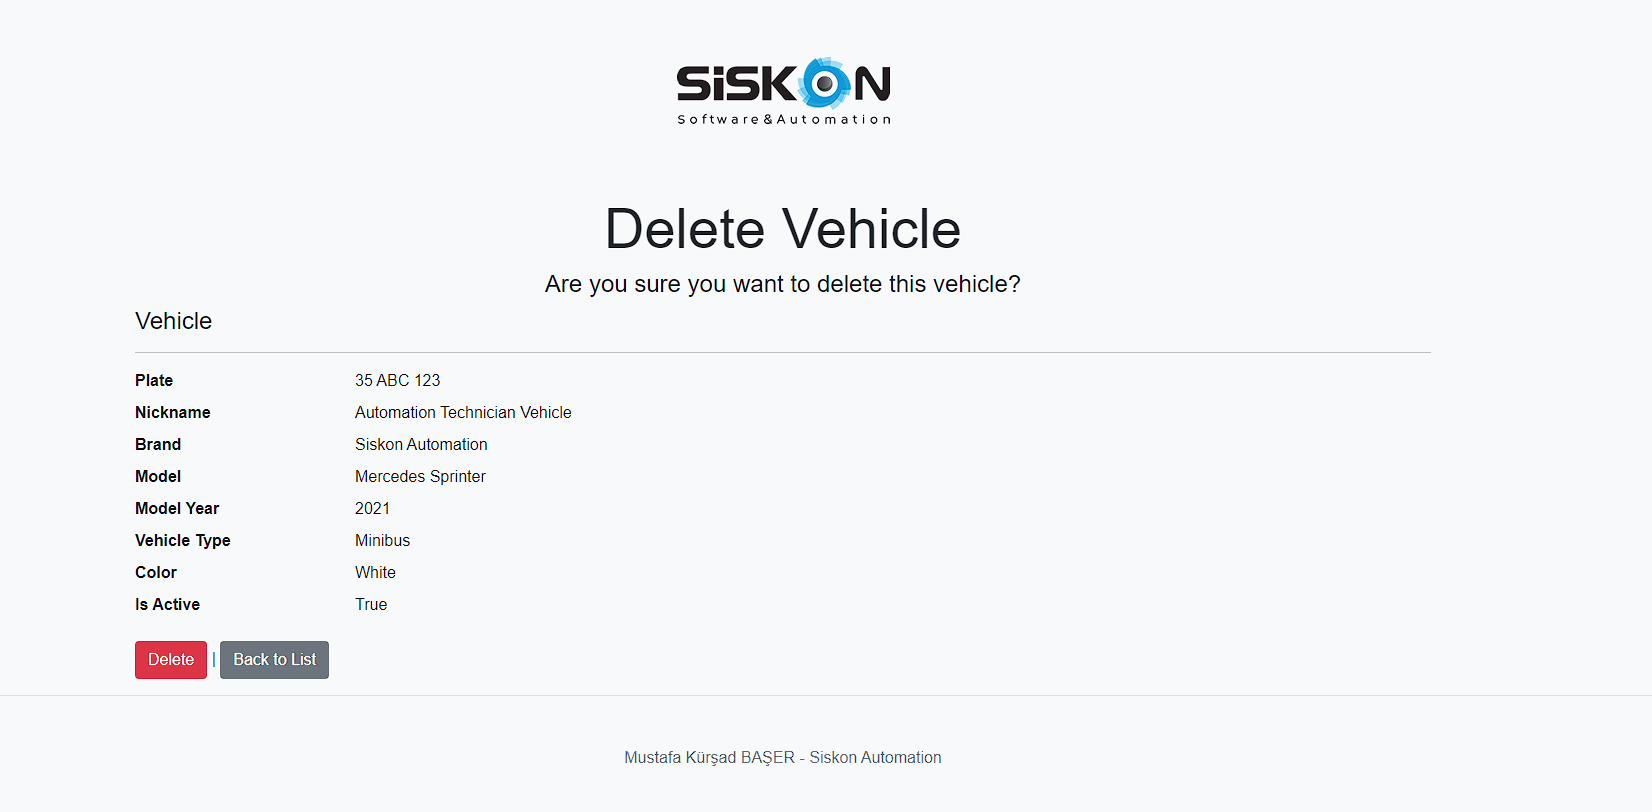 SiSKON
Software&Automation
Delete Vehicle
Are you sure you want to delete this vehicle?
Vehicle
Plate 35 ABC 123
Nickname Automation Technician Vehicle
Brand Siskon Automation
Model Mercedes Sprinter
Model Year 2021
Vehicle Type Minibus
Color White
Is Active True
Delete | Back to List
Mustafa Kürşad BAŞER - Siskon Automation